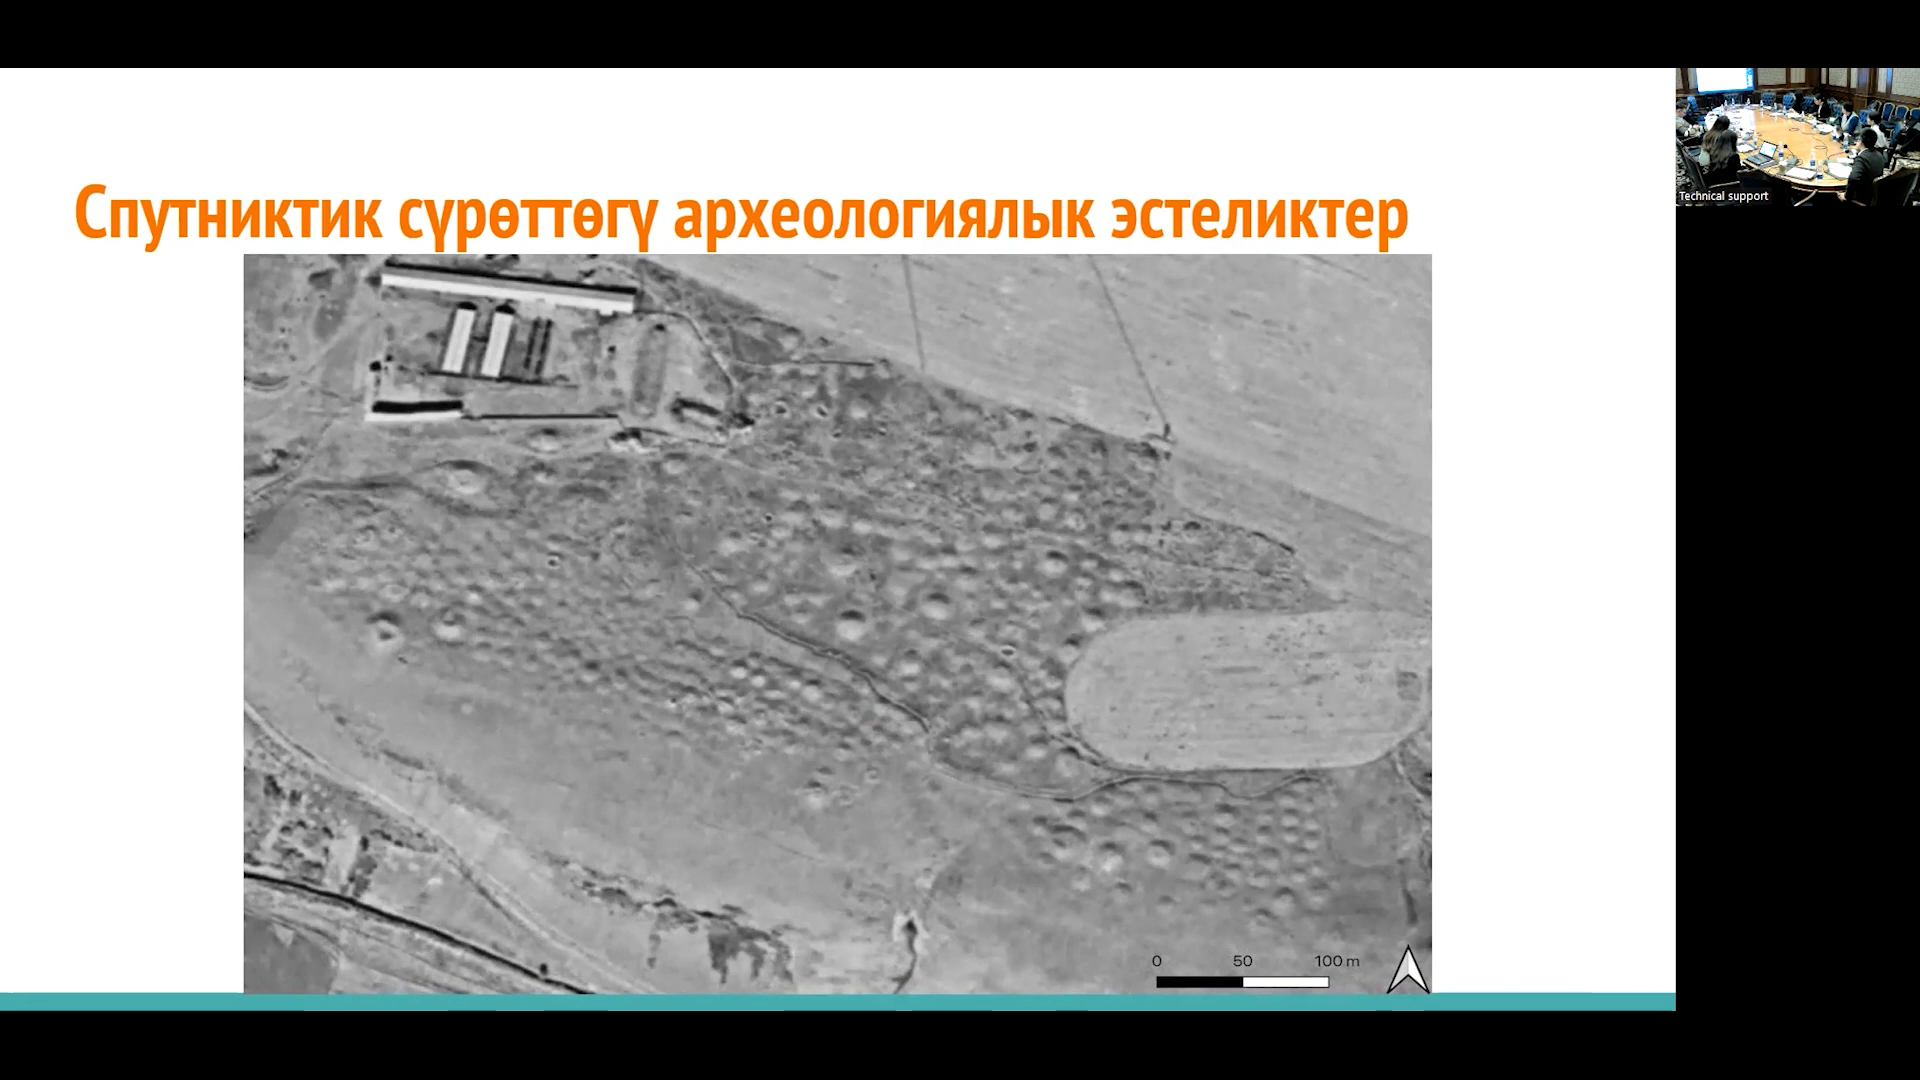 Спутниктик сүрөттөгү археологиялык эстеликтер
Technical support
0 50 100 m